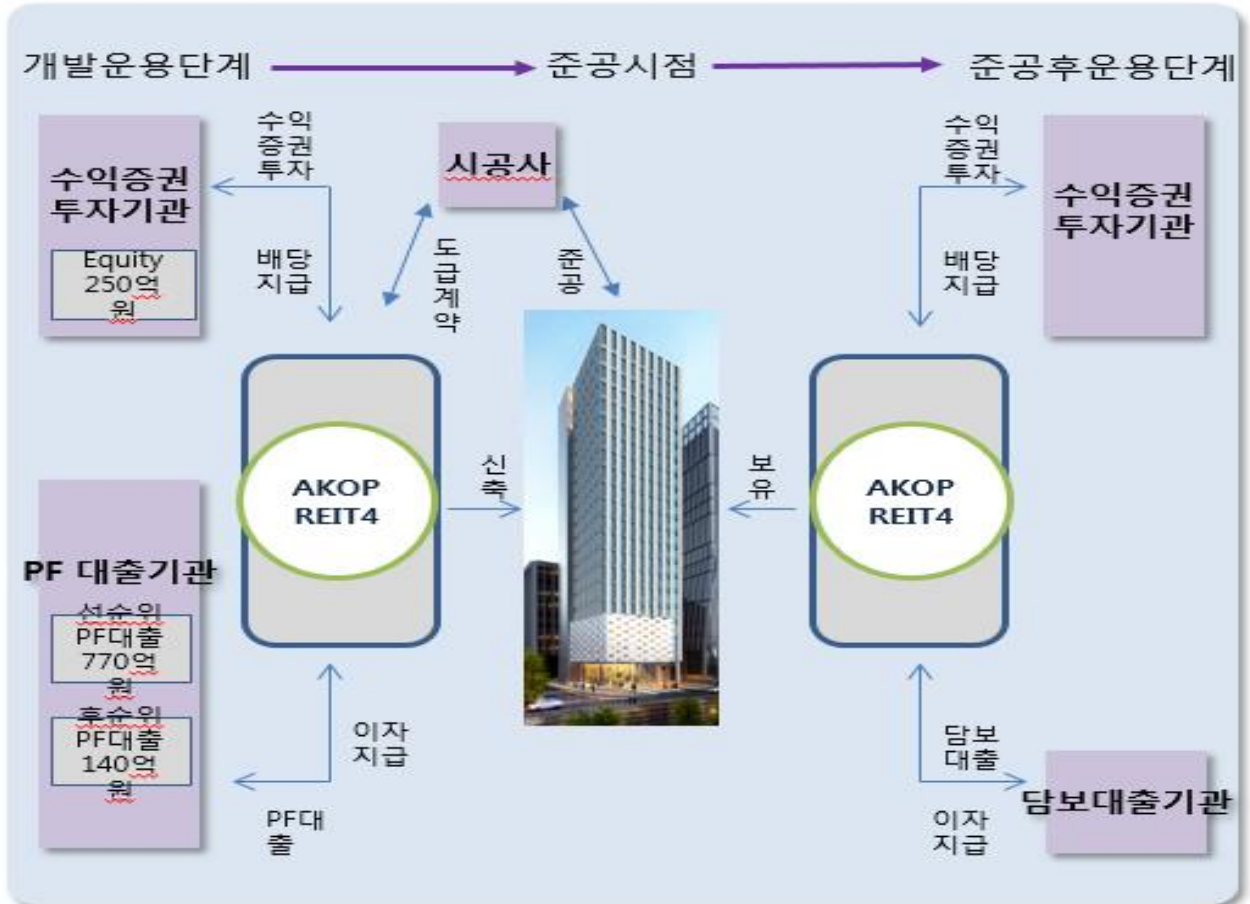 개발운용단계
준공시점
준공후운용단계
수익증권
투자기관
Equity
250억
원
수익
증권
투자
배당
지급
시공사
도
급
계
약
준
공
수익
증권
투자
배당
지급
수익증권
투자기관
AKOP
REIT4
신
축
보
유
AKOP
REIT4
PF 대출기관
선순위
PF대출
770억
원
후순위
PF대출
140억
원
이자
지급
PF대
출
담보
대출
이자
지급
담보대출기관